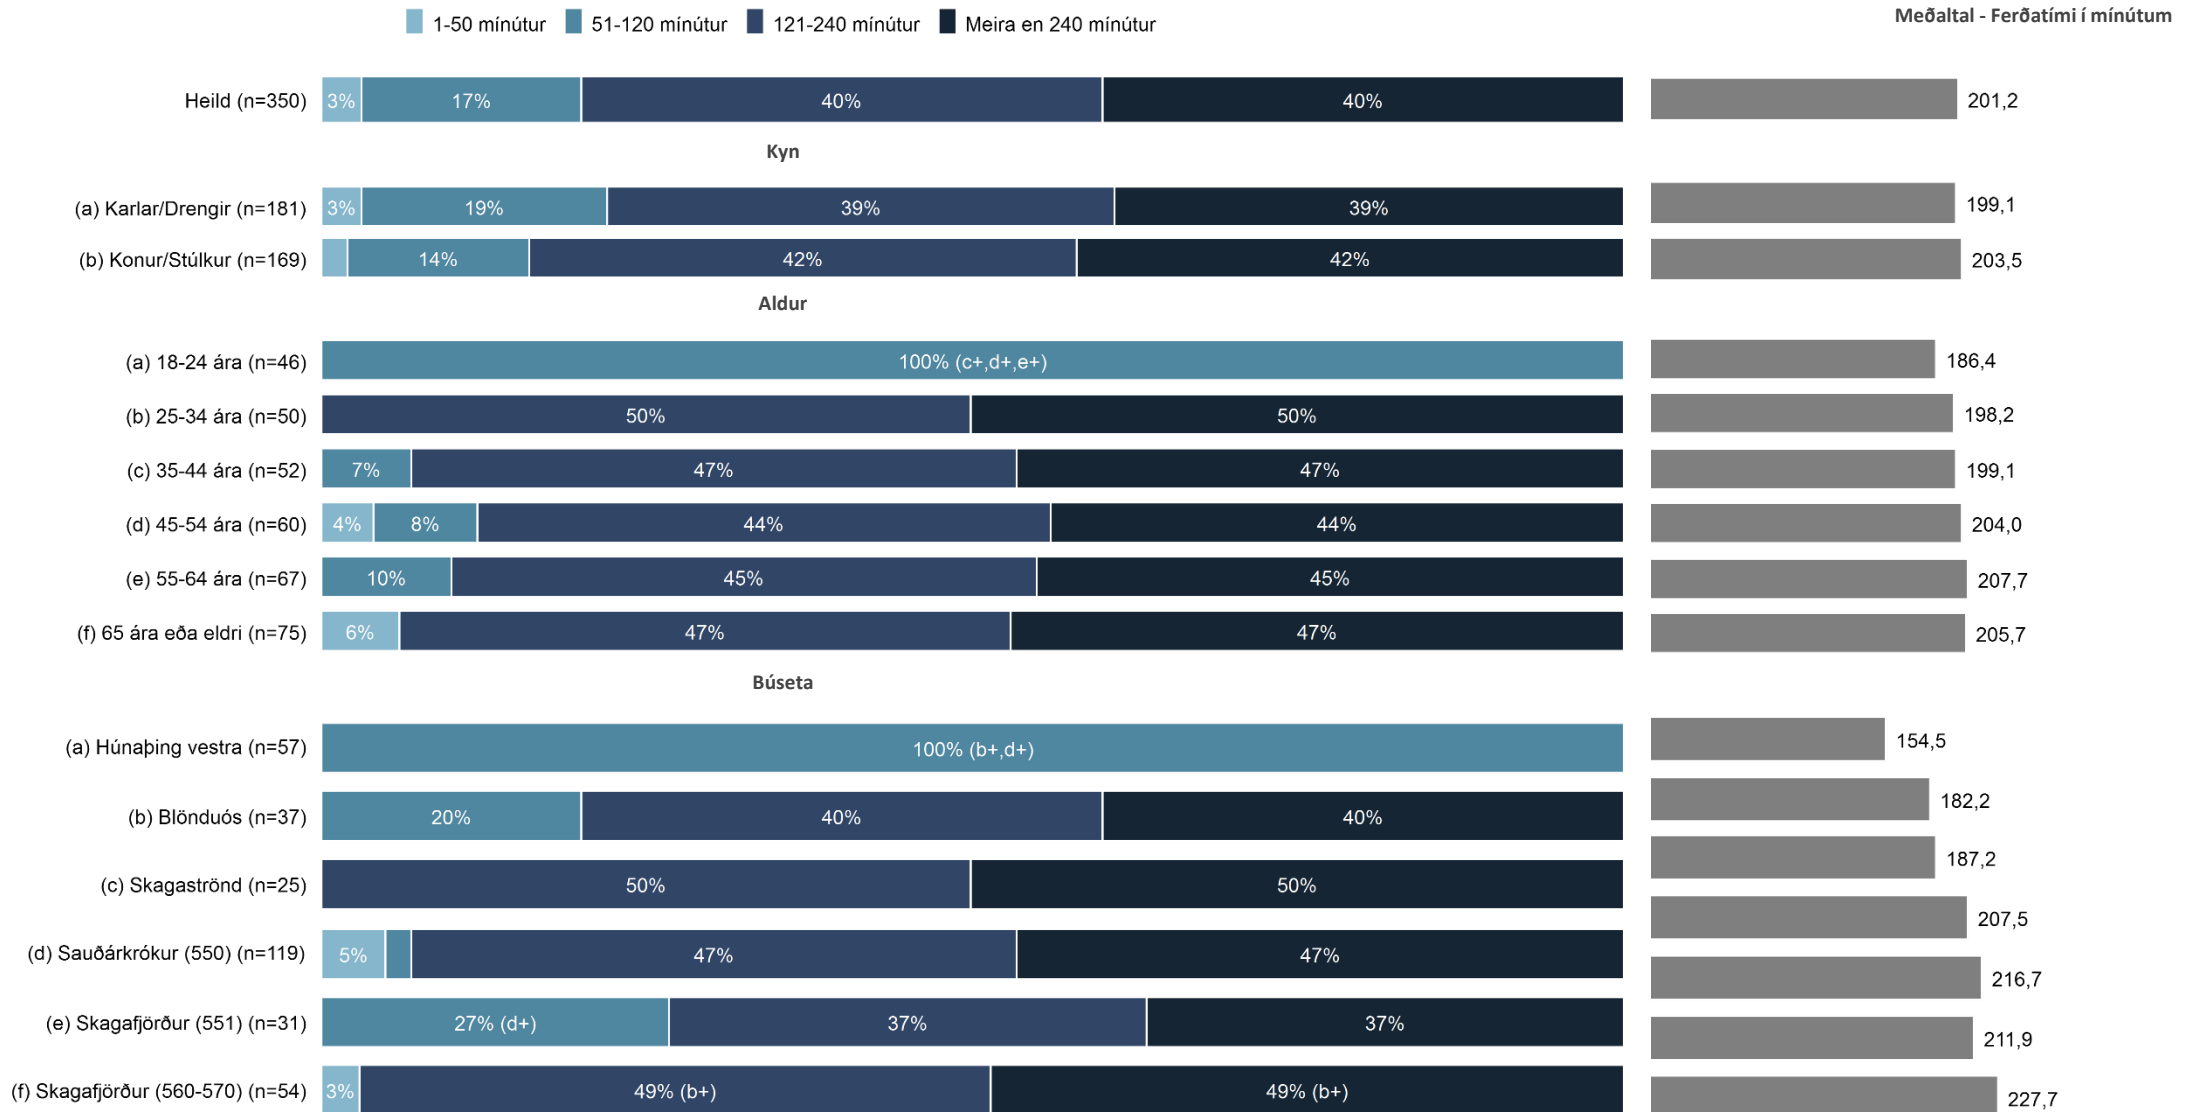 1-50 mínútur 51-120 mínútur 121-240 mínútur Meira en 240 mínútur
Meðaltal - Ferðatími í mínútum
Heild (n=350) 3% 17% 40% 40% 201,2
Kyn
(a) Karlar/Drengir (n=181) 3% 19% 39% 39% 199,1
(b) Konur/Stúlkur (n=169) 14% 42% 42% 203,5
Aldur
(a) 18-24 ára (n=46) 100% (c+,d+,e+) 186,4
(b) 25-34 ára (n=50) 50% 50% 198,2
(c) 35-44 ára (n=52) 7% 47% 47% 199,1
(d) 45-54 ára (n=60) 4% 8% 44% 44% 204,0
(e) 55-64 ára (n=67) 10% 45% 45% 207,7
(f) 65 ára eða eldri (n=75) 6% 47% 47% 205,7
Búseta
(a) Húnaþing vestra (n=57) 100% (b+,d+) 154,5
(b) Blönduós (n=37) 20% 40% 40% 182,2
187,2
(c) Skagaströnd (n=25) 50% 50%
207,5
(d) Sauðárkrókur (550) (n=119) 5% 47% 47%
216,7
(e) Skagafjörður (551) (n=31) 27% (d+) 37% 37%
211,9
(f) Skagafjörður (560-570) (n=54) 3% 49% (b+) 49% (b+) 227,7